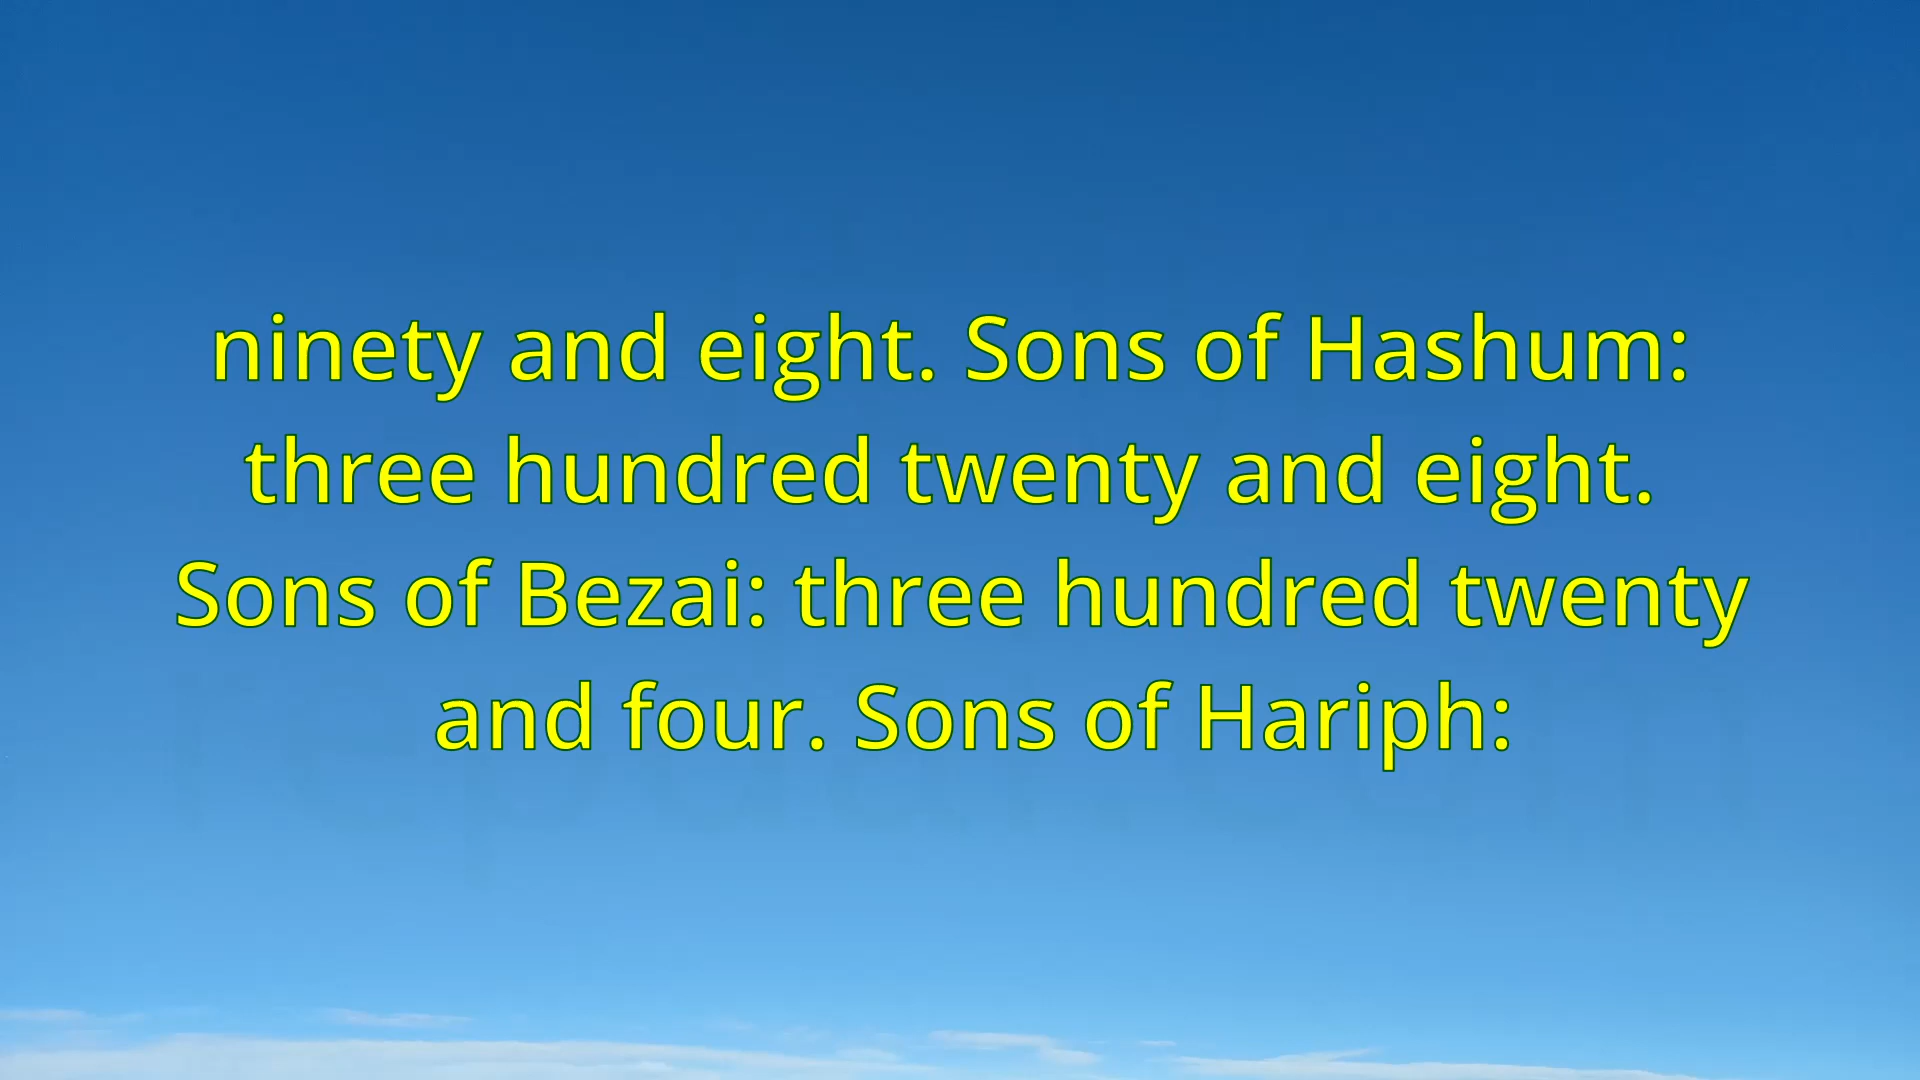 ninety and eight. Sons of Hashum:
three hundred twenty and eight.
Sons of Bezai: three hundred twenty
and four. Sons of Hariph: